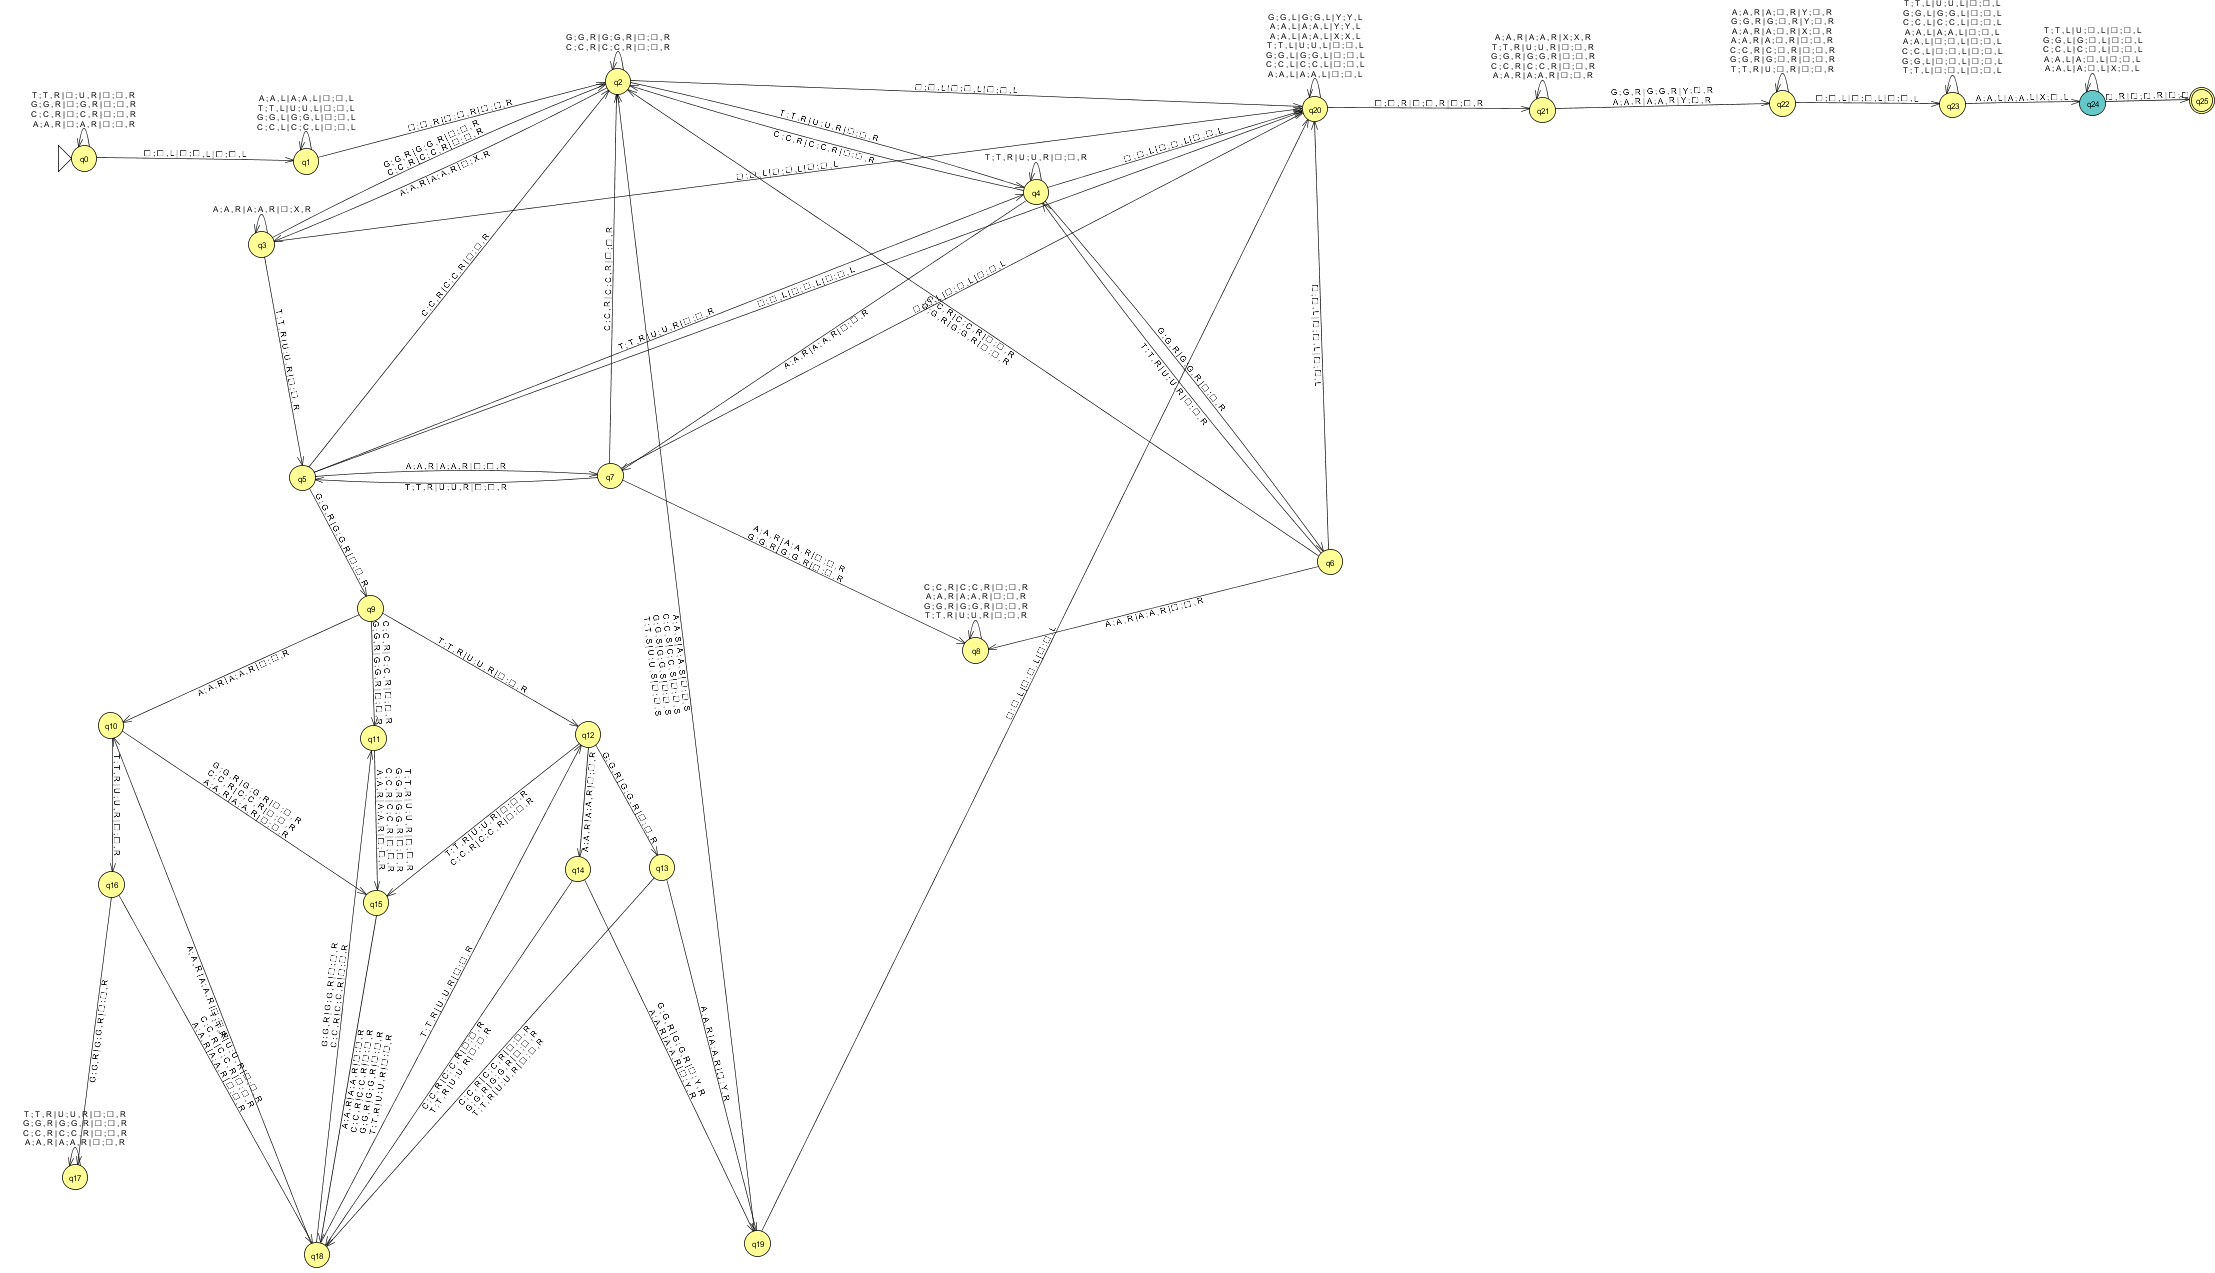 G;G,R|G;G,R|□;□,R
C;C,R|C;C,R|□;□,R
q2
G;G,L|G;G,L|Y;Y,L
A;A,L|A;A,L|Y;Y,L
A;A,L|A;A,L|X;X,L
T;T,L|U;U,L|□;□,L
G;G,L|G;G,L|□;□,L
C;C,L|C;C,L|□;□,L
A;A,L|A;A,L|□;□,L
q20
A;A,R|A;A,R|X;X,R
T;T,R|U;U,R|□;□,R
G;G,R|G;G,R|□;□,R
C;C,R|C;C,R|□;□,R
A;A,R|A;A,R|□;□,R
q21
A;A,R|A;□,R|Y;□,R
G;G,R|G;□,R|Y;□,R
A;A,R|A;□,R|X;□,R
A;A,R|A;□,R|□;□,R
C;C,R|C;□,R|□;□,R
G;G,R|G;□,R|□;□,R
T;T,R|U;□,R|□;□,R
q22
T;T,L|U;U,L|□;□,L
G;G,L|G;G,L|□;□,L
C;C,L|C;C,L|□;□,L
A;A,L|A;A,L|□;□,L
A;A,L|□;□,L|□;□,L
C;C,L|□;□,L|□;□,L
G;G,L|□;□,L|□;□,L
T;T,L|□;□,L|□;□,L
q23
T;T,L|U;□,L|□;□,L
G;G,L|G;□,L|□;□,L
C;C,L|C;□,L|□;□,L
A;A,L|A;□,L|□;□,L
A;A,L|A;□,L|X;□,L
q24
q25
T;T,R|□;U,R|□;□,R
G;G,R|□;G,R|□;□,R
C;C,R|□;C,R|□;□,R
A;A,R|□;A,R|□;□,R
q0
□;□,L|□;□,L|□;□,L
A;A,L|A;A,L|□;□,L
T;T,L|U;U,L|□;□,L
G;G,L|G;G,L|□;□,L
C;C,L|C;C,L|□;□,L
q1
□;□,R|□;□,R|□;□,R
□;□,L|□;□,L|□;□,L
□;□,R|□;□,R|□;□,R
G;G,R|G;G,R|Y;□,R
A;A,R|A;A,R|Y;□,R
□;□,L|□;□,L|□;□,L
A;A,L|A;A,L|X;□,L
G;G,R|G;G,R|□;□,R
C;C,R|C;C,R|□;□,R
A;A,R|A;A,R|□;X,R
T;T,R|U;U,R|□;□,R
C;C,R|C;C,R|□;□,R
□;□,L|□;□,L|□;□,L
T;T,R|U;U,R|□;□,R
q4
□;□,L|□;□,L|□;□,L
A;A,R|A;A,R|□;X,R
q3
T;T,R|U;U,R|□;□,R
C;C,R|C;C,R|□;□,R
C;C,R|C;C,R|□;□,R
T;T,R|U;U,R|□;□,R
□;□,L|□;□,L|□;□,L
A;A,R|A;A,R|□;□,R
G;G,R|G;G,R|□;□,R
T;T,R|U;U,R|□;□,R
□;□,L|□;□,L|□;□,L
q5
A;A,R|A;A,R|□;□,R
T;T,R|U;U,R|□;□,R
q7
G;G,R|G;G,R|□;□,R
A;A,R|A;A,R|□;□,R
G;G,R|G;G,R|□;□,R
q6
A;A,R|A;A,R|□;□,R
C;C,R|C;C,R|□;□,R
A;A,R|A;A,R|□;□,R
G;G,R|G;G,R|□;□,R
T;T,R|U;U,R|□;□,R
q8
q9
A;A,R|A;A,R|□;□,R
C;C,R|C;C,R|□;□,R
G;G,R|G;G,R|□;□,R
T;T,R|U;U,R|□;□,R
A;A,S|A;A,S|□;□,S
C;C,S|C;C,S|□;□,S
G;G,S|G;G,S|□;□,S
T;T,S|U;U,S|□;□,S
□;□,L|□;□,L|□;□,L
q10
q11
q12
T;T,R|U;U,R|□;□,R
G;G,R|G;G,R|□;□,R
C;C,R|C;C,R|□;□,R
A;A,R|A;A,R|□;□,R
T;T,R|U;U,R|□;□,R
G;G,R|G;G,R|□;□,R
C;C,R|C;C,R|□;□,R
A;A,R|A;A,R|□;□,R
T;T,R|U;U,R|□;□,R
C;C,R|C;C,R|□;□,R
A;A,R|A;A,R|□;□,R
G;G,R|G;G,R|□;□,R
q14
q13
q16
q15
G;G,R|G;G,R|□;□,R
A;A,R|A;A,R|□;□,R
C;C,R|C;C,R|□;□,R
A;A,R|A;A,R|□;□,R
G;G,R|G;G,R|□;□,R
C;C,R|C;C,R|□;□,R
A;A,R|A;A,R|□;□,R
C;C,R|C;C,R|□;□,R
G;G,R|G;G,R|□;□,R
T;T,R|U;U,R|□;□,R
T;T,R|U;U,R|□;□,R
C;C,R|C;C,R|□;□,R
T;T,R|U;U,R|□;□,R
C;C,R|C;C,R|□;□,R
G;G,R|G;G,R|□;□,R
T;T,R|U;U,R|□;□,R
G;G,R|G;G,R|□;Y,R
A;A,R|A;A,R|□;Y,R
A;A,R|A;A,R|□;Y,R
T;T,R|U;U,R|□;□,R
G;G,R|G;G,R|□;□,R
C;C,R|C;C,R|□;□,R
A;A,R|A;A,R|□;□,R
q17
q18
q19